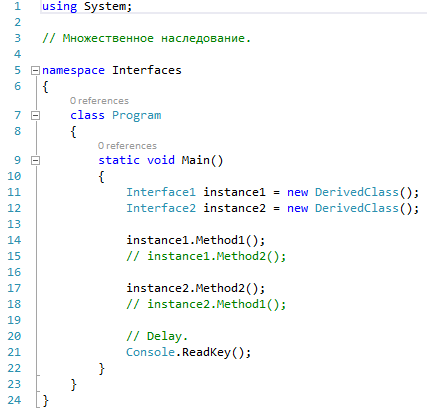 1 using System;
2
3 // Множественное наследование.
4
5 namespace Interfaces
6 {
0 references
7 class Program
8 {
0 references
9 static void Main()
10 {
11 Interface1 instance1 = new DerivedClass();
12 Interface2 instance2 = new DerivedClass();
13
14 instance1.Method1();
15 // instance1.Method2();
16
17 instance2.Method2();
18 // instance2.Method1();
19
20 // Delay.
21 Console.ReadKey();
22 }
23 }
24 }